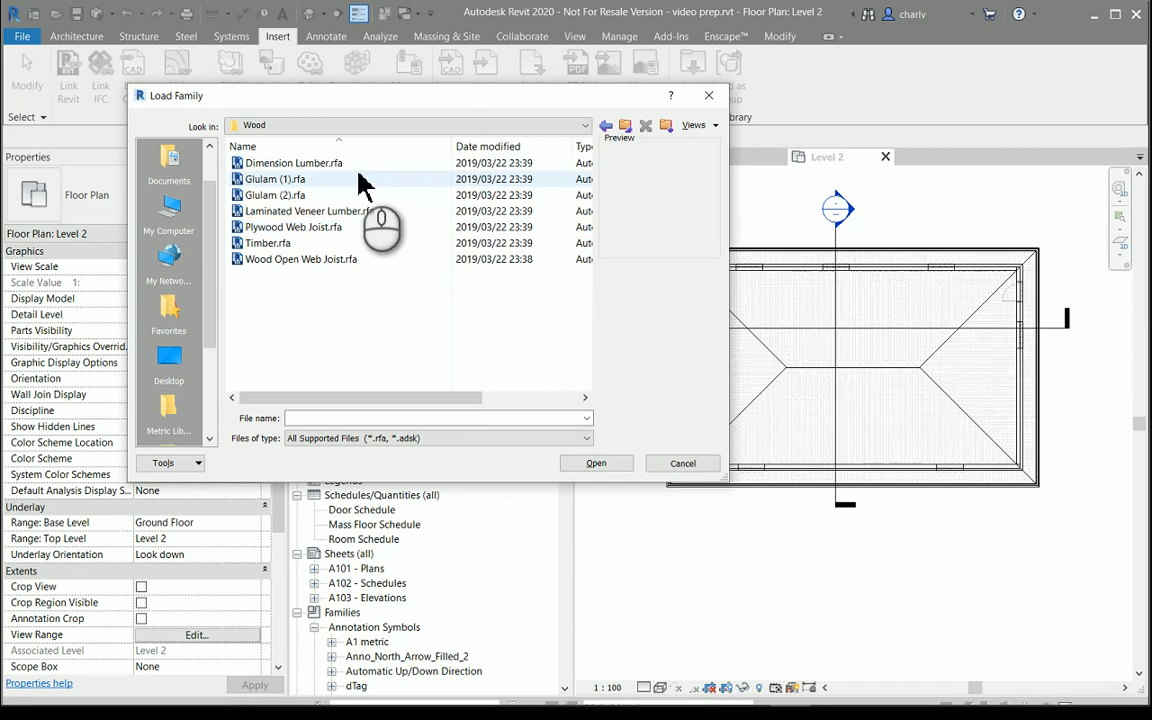 Autodesk Revit 2020 - Not For Resale Version - video prep.rvt - Floor Plan: Level 2
charlv
File Architecture Structure Steel Systems Insert Annotate Analyze Massing & Site Collaborate View Manage Add-Ins Enscape™ Modify
Modify
Link Revit
Link IFC
Link CAD
Select
Load Family
Look in: Wood
Views
Preview
Name Date modified Type
Dimension Lumber.rfa 2019/03/22 23:39
Glulam (1).rfa 2019/03/22 23:39
Glulam (2).rfa 2019/03/22 23:39
Laminated Veneer Lumber.rfa 2019/03/22 23:39
Plywood Web Joist.rfa 2019/03/22 23:39
Timber.rfa 2019/03/22 23:39
Wood Open Web Joist.rfa 2019/03/22 23:38
Documents
My Computer
My Netwo...
Favorites
Desktop
Metric Lib...
File name:
Files of type: All Supported Files (*.rfa, *.adsk)
Tools
Open
Cancel
Level 2
Properties
Floor Plan
Floor Plan: Level 2
Graphics
View Scale
Scale Value 1:
Display Model
Detail Level
Parts Visibility
Visibility/Graphics Overrid...
Graphic Display Options
Orientation
Wall Join Display
Discipline
Show Hidden Lines
Color Scheme Location
Color Scheme
System Color Schemes
Default Analysis Display S... None
Underlay
Range: Base Level Ground Floor
Range: Top Level Level 2
Underlay Orientation Look down
Extents
Crop View
Crop Region Visible
Annotation Crop
View Range Edit...
Associated Level Level 2
Scope Box None
Properties help
Apply
Schedules/Quantities (all)
Door Schedule
Mass Floor Schedule
Room Schedule
Sheets (all)
A101 - Plans
A102 - Schedules
A103 - Elevations
Families
Annotation Symbols
A1 metric
Anno_North_Arrow_Filled_2
Automatic Up/Down Direction
dTag
1 : 100